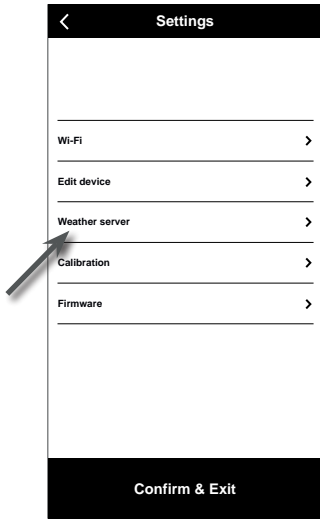 Settings
Wi-Fi
Edit device
Weather server
Calibration
Firmware
Confirm & Exit